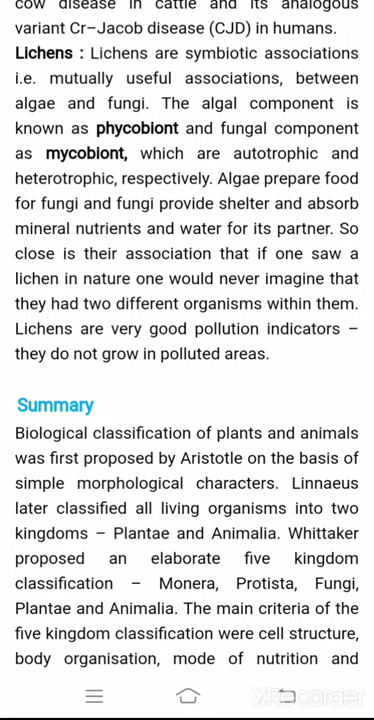 cow disease in cattle and its analogous
variant Cr–Jacob disease (CJD) in humans.
Lichens : Lichens are symbiotic associations
i.e. mutually useful associations, between
algae and fungi. The algal component is
known as phycobiont and fungal component
as mycobiont, which are autotrophic and
heterotrophic, respectively. Algae prepare food
for fungi and fungi provide shelter and absorb
mineral nutrients and water for its partner. So
close is their association that if one saw a
lichen in nature one would never imagine that
they had two different organisms within them.
Lichens are very good pollution indicators –
they do not grow in polluted areas.
Summary
Biological classification of plants and animals
was first proposed by Aristotle on the basis of
simple morphological characters. Linnaeus
later classified all living organisms into two
kingdoms – Plantae and Animalia. Whittaker
proposed an elaborate five kingdom
classification – Monera, Protista, Fungi,
Plantae and Animalia. The main criteria of the
five kingdom classification were cell structure,
body organisation, mode of nutrition and
XRecorder